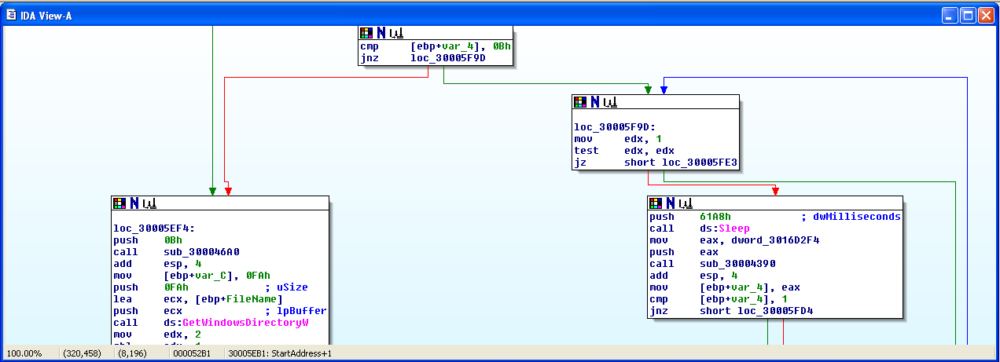 IDA View-A
cmp [ebp+var_4], 0Bh
jnz loc_30005F9D
loc_30005F9D:
mov edx, 1
test edx, edx
jz short loc_30005FE3
loc_30005EF4:
push 0Bh
call sub_300046A0
add esp, 4
mov [ebp+var_C], 0FAh
push 0FAh ; uSize
lea ecx, [ebp+FileName]
push ecx ; lpBuffer
call ds:GetWindowsDirectoryW
mov edx, 2
push 61A8h ; dwMilliseconds
call ds:Sleep
mov eax, dword_3016D2F4
push eax
call sub_30004390
add esp, 4
mov [ebp+var_4], eax
cmp [ebp+var_4], 1
jnz short loc_30005FD4
100.00% (320,458) (8,196) 000052B1 30005EB1: StartAddress+1